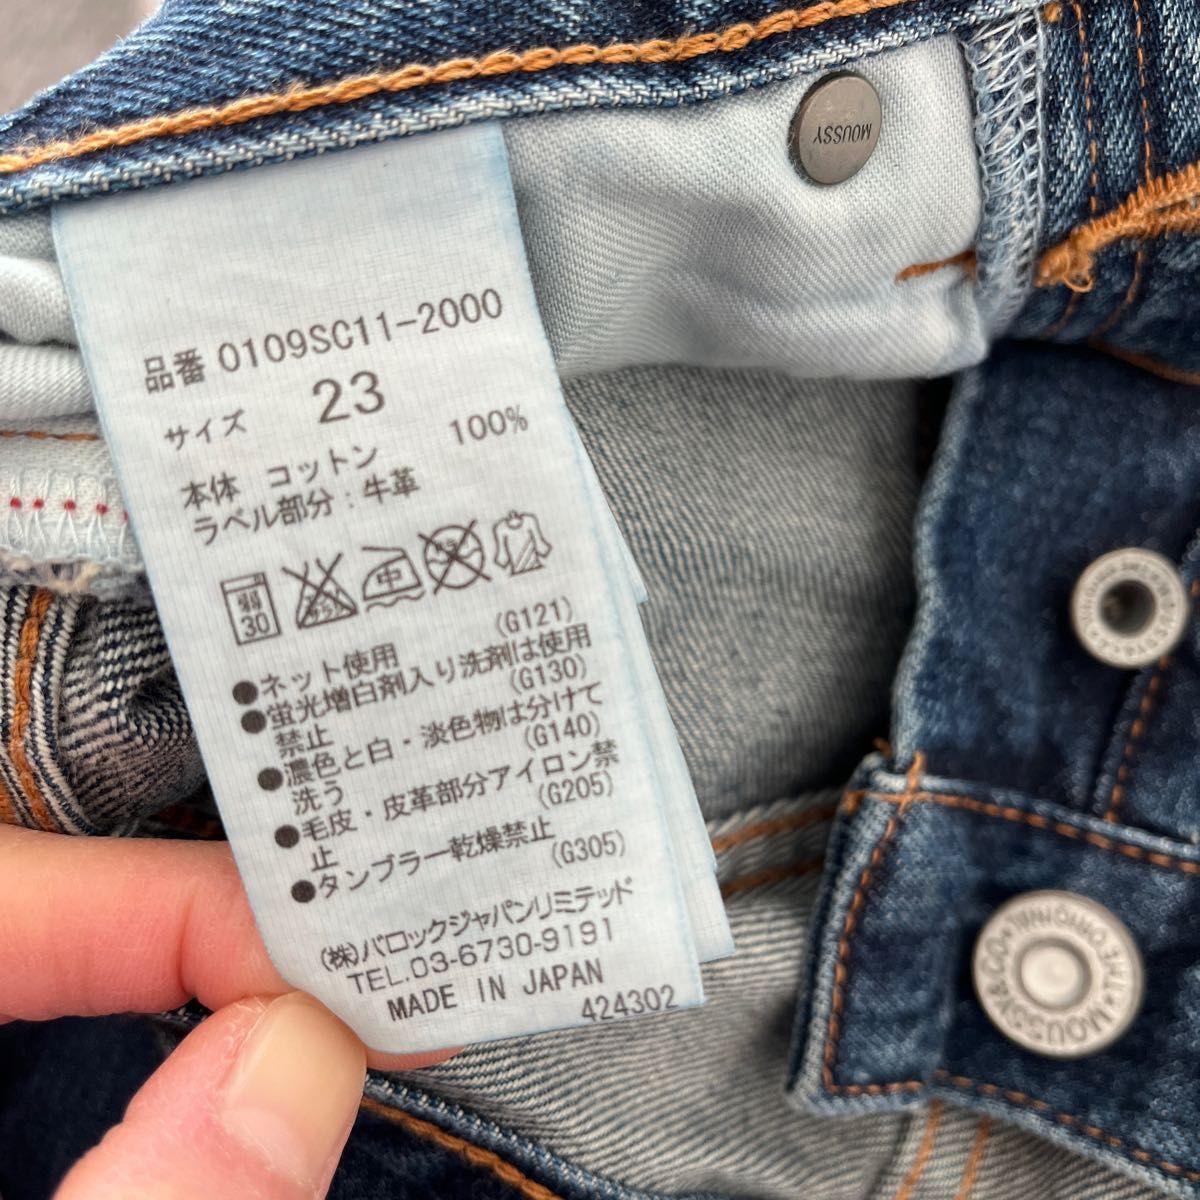 MOUSSY
品番 0109SC11-2000
サイズ 23
本体 コットン 100%
ラベル部分:牛革
弱
30
中
(G121)
●ネット使用
●蛍光増白剤入り洗剤は使用
禁止 (G130)
●濃色と白・淡色物は分けて
洗う (G140)
●毛皮・皮革部分アイロン禁
止 (G205)
●タンブラー乾燥禁止
(G305)
(株)バロックジャパンリミテッド
TEL.03-6730-9191
MADE IN JAPAN
424302
MOUSSY&CO.★THE ORIGINAL★